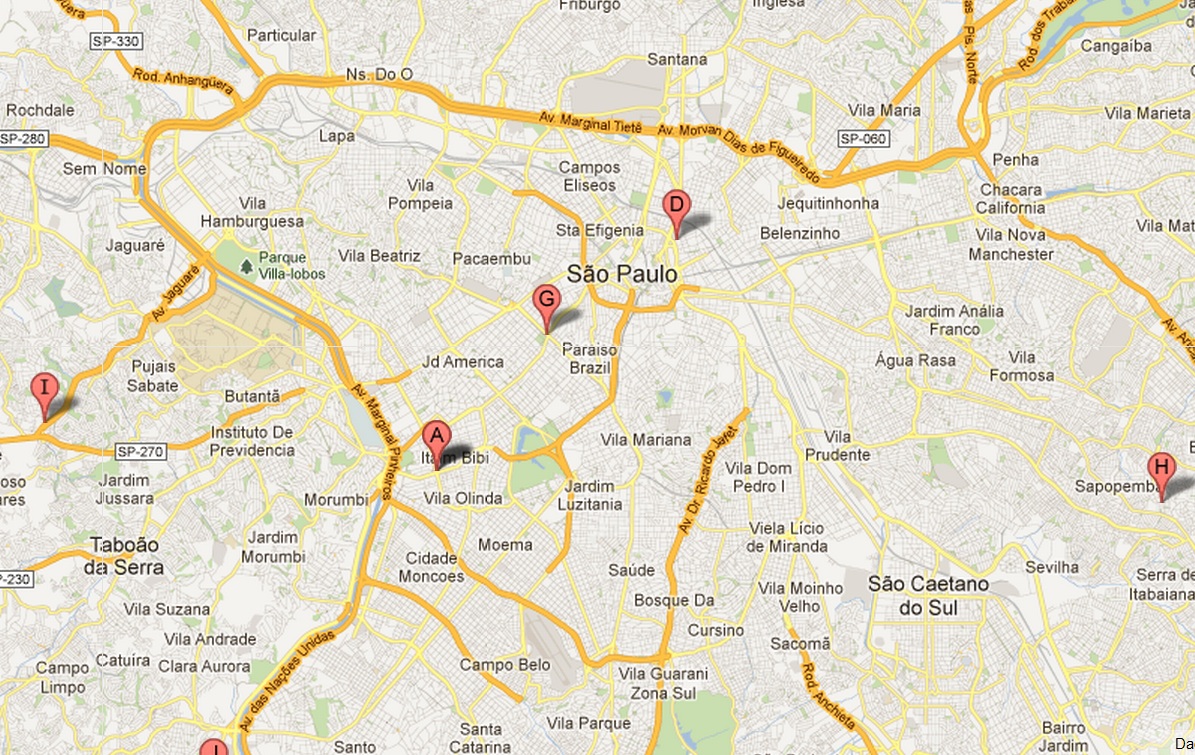 Friburgo
Inglesa
SP-330
Particular
Rod. Anhangüera
Ns. Do O
Santana
Pis. Norte
Rod. dos
Cangaíba
Rochdale
SP-280
Lapa
Av. Marginal Tietê
Av. Morvan Dias de Figueiredo
Vila Maria
SP-060
Vila Marieta
Sem Nome
Campos
Eliseos
Penha
Vila
Pompeia
Chacara
California
Vila
Hamburguesa
D
Jequitinhonha
Jaguaré
Sta Efigenia
Belenzinho
Vila Nova
Manchester
Parque
Villa-lobos
Vila Beatriz
Pacaembu
São Paulo
Av. Jaguaré
G
Jardim Anália
Franco
Paraiso
Brazil
Jd America
Água Rasa
Vila
Formosa
Pujais
Sabate
I
Butantã
Av. Marginal Pinheiros
Instituto De
Previdencia
A
Itaim Bibi
Vila Mariana
Vila
Prudente
SP-270
Av. Dr. Ricardo Jafet
H
Sapopemba
Vila Dom
Pedro I
Jardim
Jussara
Morumbi
Vila Olinda
Jardim
Luzitania
Viela Lício
de Miranda
Jardim
Morumbi
Taboão
da Serra
Moema
Cidade
Moncoes
Saúde
Sevilha
São Caetano
do Sul
Serra de
Itabaiana
Vila Moinho
Velho
Bosque Da
Vila Suzana
Cursino
Vila Andrade
Sacomã
Av. das Nações Unidas
Catuíra
Clara Aurora
Campo
Limpo
Campo Belo
Vila Guarani
Zona Sul
Rod. Anchieta
Vila Parque
Santa
Catarina
Bairro
Jardim
Santo
Da